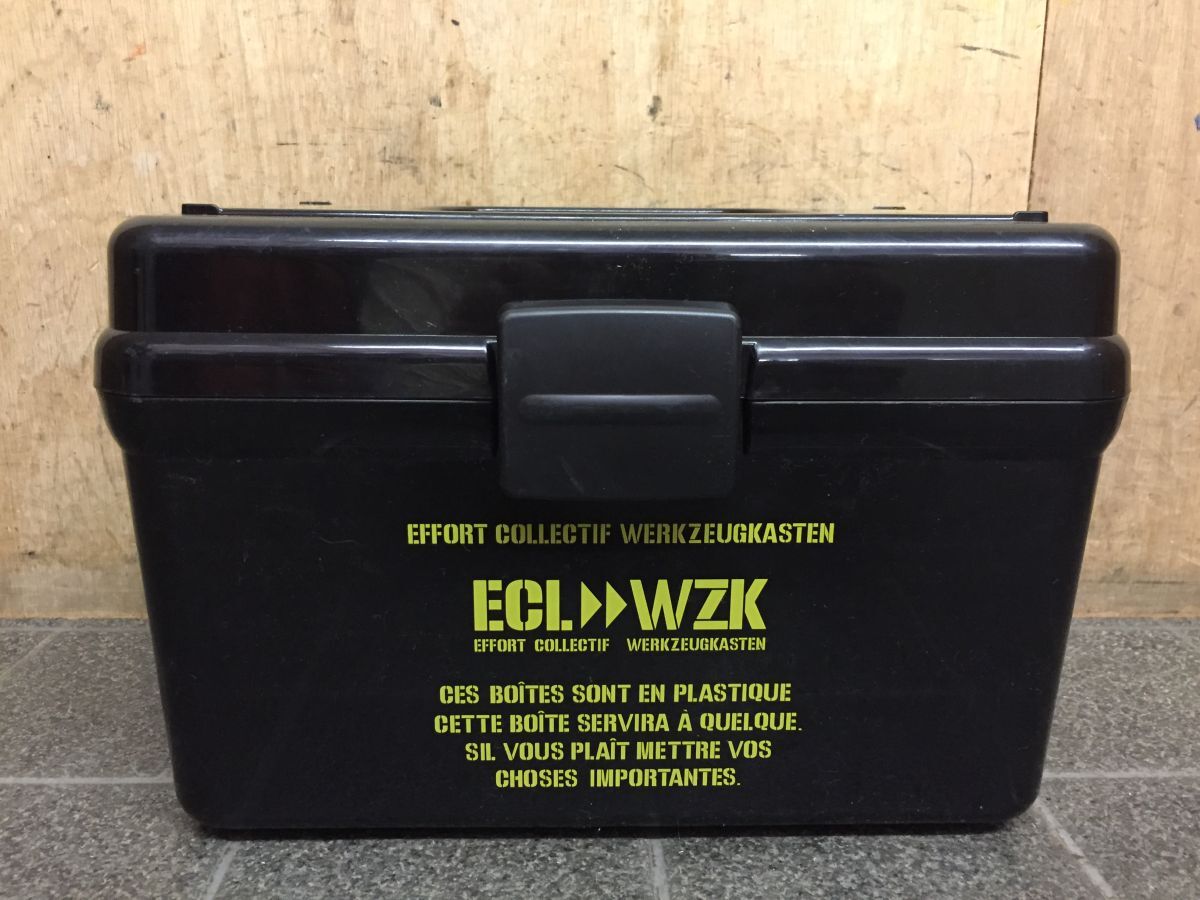 EFFORT COLLECTIF WERKZEUGKASTEN
ECL▶▶WZK
EFFORT COLLECTIF WERKZEUGKASTEN
CES BOÎTES SONT EN PLASTIQUE
CETTE BOÎTE SERVIRA À QUELQUE.
SIL VOUS PLAÎT METTRE VOS
CHOSES IMPORTANTES.